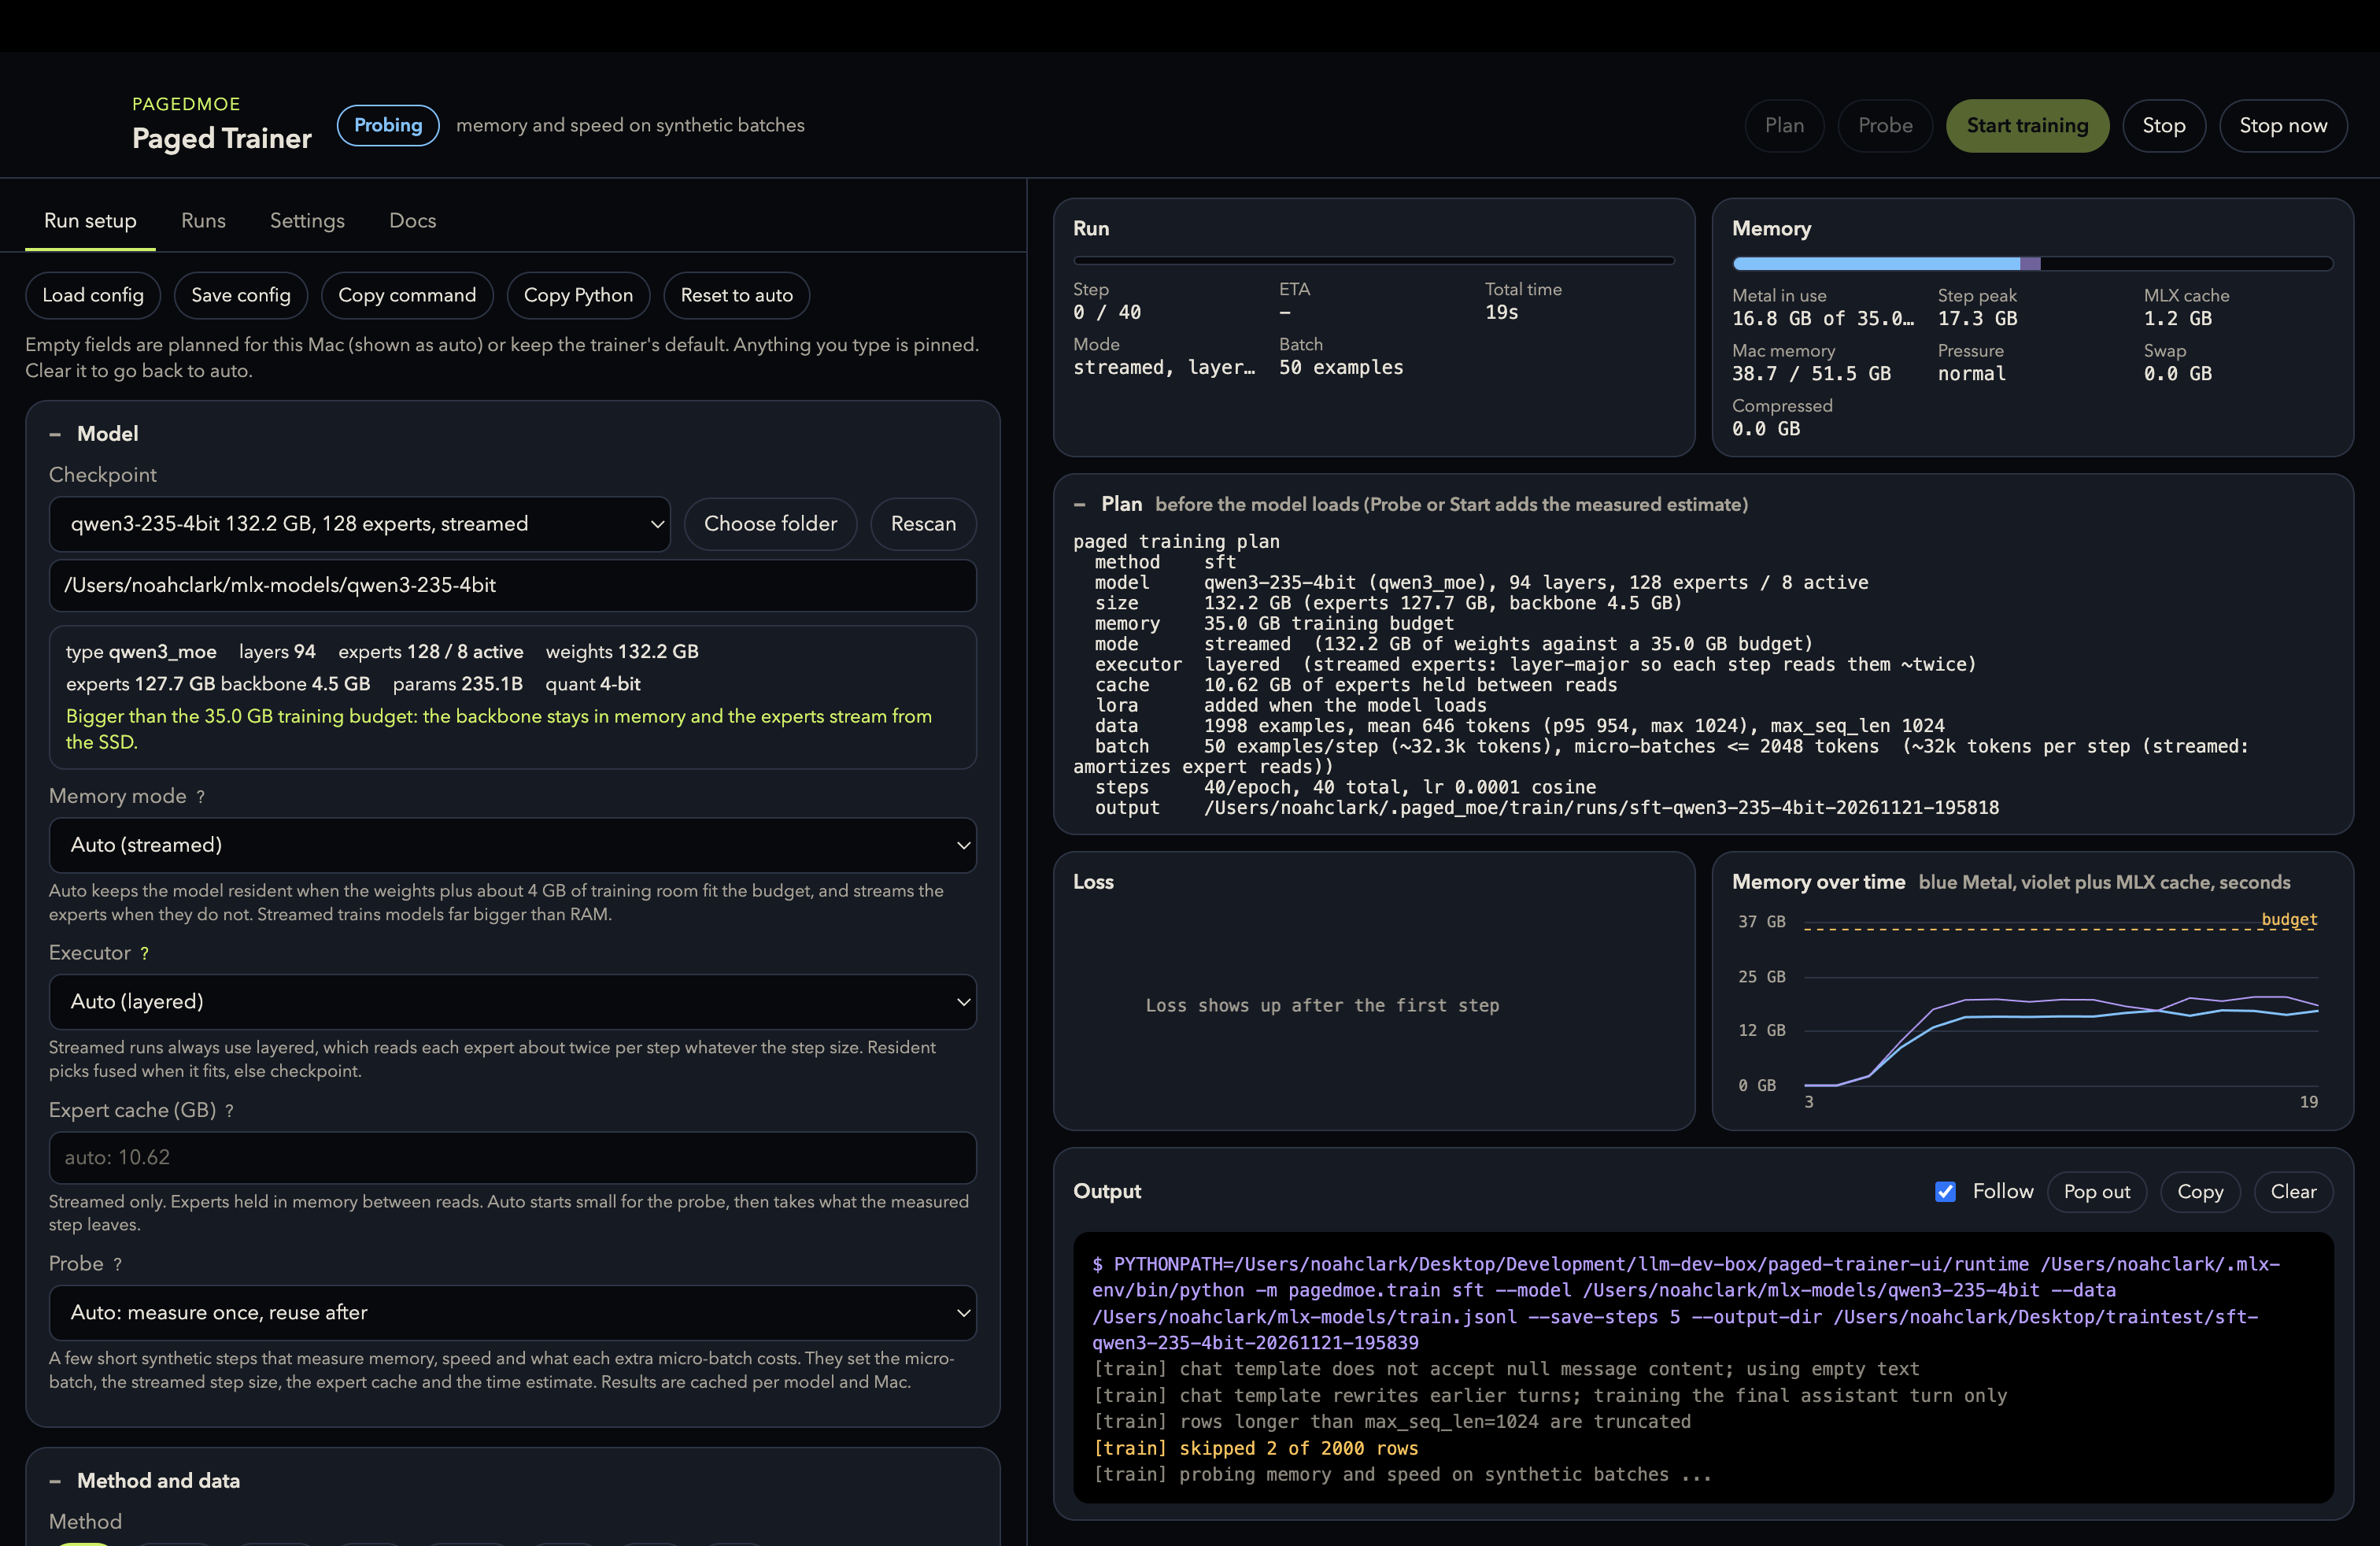 PAGEDMOE
Paged Trainer
Probing
memory and speed on synthetic batches
Plan
Probe
Start training
Stop
Stop now
Run setup
Runs
Settings
Docs
Load config
Save config
Copy command
Copy Python
Reset to auto
Empty fields are planned for this Mac (shown as auto) or keep the trainer's default. Anything you type is pinned.
Clear it to go back to auto.
− Model
Checkpoint
qwen3-235-4bit 132.2 GB, 128 experts, streamed
Choose folder
Rescan
/Users/noahclark/mlx-models/qwen3-235-4bit
type qwen3_moe layers 94 experts 128 / 8 active weights 132.2 GB
experts 127.7 GB backbone 4.5 GB params 235.1B quant 4-bit
Bigger than the 35.0 GB training budget: the backbone stays in memory and the experts stream from
the SSD.
Memory mode ?
Auto (streamed)
Auto keeps the model resident when the weights plus about 4 GB of training room fit the budget, and streams the
experts when they do not. Streamed trains models far bigger than RAM.
Executor ?
Auto (layered)
Streamed runs always use layered, which reads each expert about twice per step whatever the step size. Resident
picks fused when it fits, else checkpoint.
Expert cache (GB) ?
auto: 10.62
Streamed only. Experts held in memory between reads. Auto starts small for the probe, then takes what the measured
step leaves.
Probe ?
Auto: measure once, reuse after
A few short synthetic steps that measure memory, speed and what each extra micro-batch costs. They set the micro-
batch, the streamed step size, the expert cache and the time estimate. Results are cached per model and Mac.
− Method and data
Method
Run
Step
0 / 40
ETA
–
Total time
19s
Mode
streamed, layer…
Batch
50 examples
Memory
Metal in use
16.8 GB of 35.0…
Step peak
17.3 GB
MLX cache
1.2 GB
Mac memory
38.7 / 51.5 GB
Pressure
normal
Swap
0.0 GB
Compressed
0.0 GB
− Plan before the model loads (Probe or Start adds the measured estimate)
paged training plan
method sft
model qwen3-235-4bit (qwen3_moe), 94 layers, 128 experts / 8 active
size 132.2 GB (experts 127.7 GB, backbone 4.5 GB)
memory 35.0 GB training budget
mode streamed (132.2 GB of weights against a 35.0 GB budget)
executor layered (streamed experts: layer-major so each step reads them ~twice)
cache 10.62 GB of experts held between reads
lora added when the model loads
data 1998 examples, mean 646 tokens (p95 954, max 1024), max_seq_len 1024
batch 50 examples/step (~32.3k tokens), micro-batches <= 2048 tokens (~32k tokens per step (streamed:
amortizes expert reads))
steps 40/epoch, 40 total, lr 0.0001 cosine
output /Users/noahclark/.paged_moe/train/runs/sft-qwen3-235-4bit-20261121-195818
Loss
Loss shows up after the first step
Memory over time blue Metal, violet plus MLX cache, seconds
37 GB
budget
25 GB
12 GB
0 GB
3
19
Output
Follow
Pop out
Copy
Clear
$ PYTHONPATH=/Users/noahclark/Desktop/Development/llm-dev-box/paged-trainer-ui/runtime /Users/noahclark/.mlx-
env/bin/python -m pagedmoe.train sft --model /Users/noahclark/mlx-models/qwen3-235-4bit --data
/Users/noahclark/mlx-models/train.jsonl --save-steps 5 --output-dir /Users/noahclark/Desktop/traintest/sft-
qwen3-235-4bit-20261121-195839
[train] chat template does not accept null message content; using empty text
[train] chat template rewrites earlier turns; training the final assistant turn only
[train] rows longer than max_seq_len=1024 are truncated
[train] skipped 2 of 2000 rows
[train] probing memory and speed on synthetic batches ...